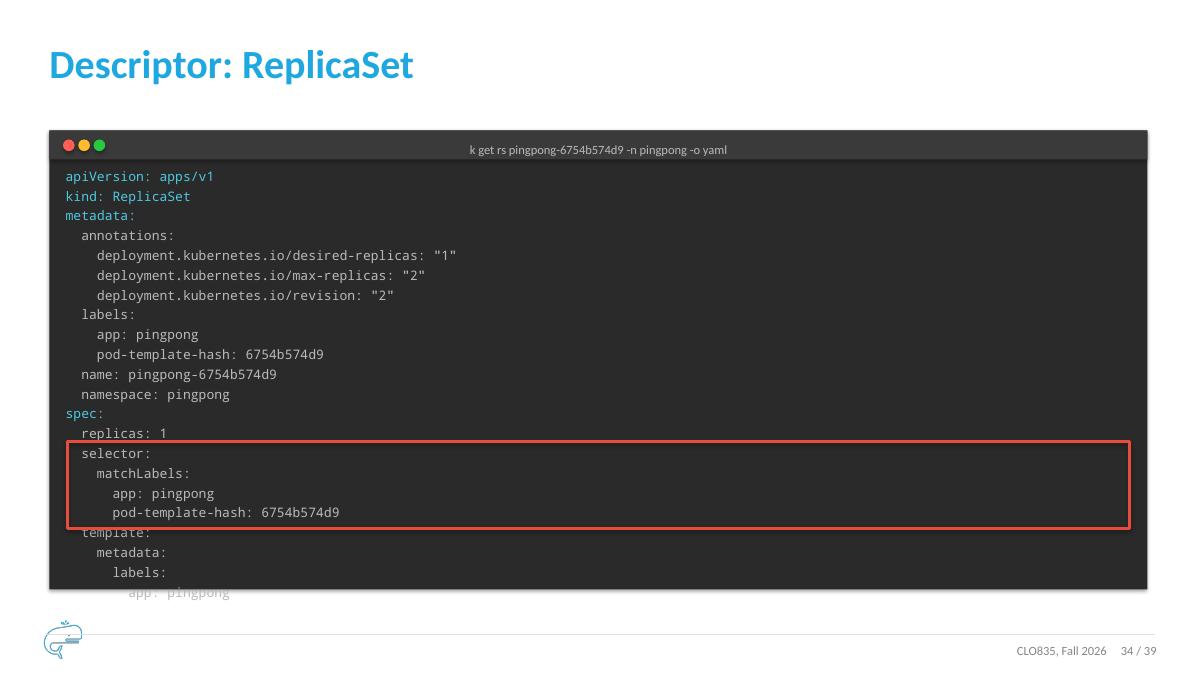 Descriptor: ReplicaSet
k get rs pingpong-6754b574d9 -n pingpong -o yaml
apiVersion: apps/v1
kind: ReplicaSet
metadata:
  annotations:
    deployment.kubernetes.io/desired-replicas: "1"
    deployment.kubernetes.io/max-replicas: "2"
    deployment.kubernetes.io/revision: "2"
  labels:
    app: pingpong
    pod-template-hash: 6754b574d9
  name: pingpong-6754b574d9
  namespace: pingpong
spec:
  replicas: 1
  selector:
    matchLabels:
      app: pingpong
      pod-template-hash: 6754b574d9
  template:
    metadata:
      labels:
        app: pingpong
CLO835, Fall 2026 34 / 39